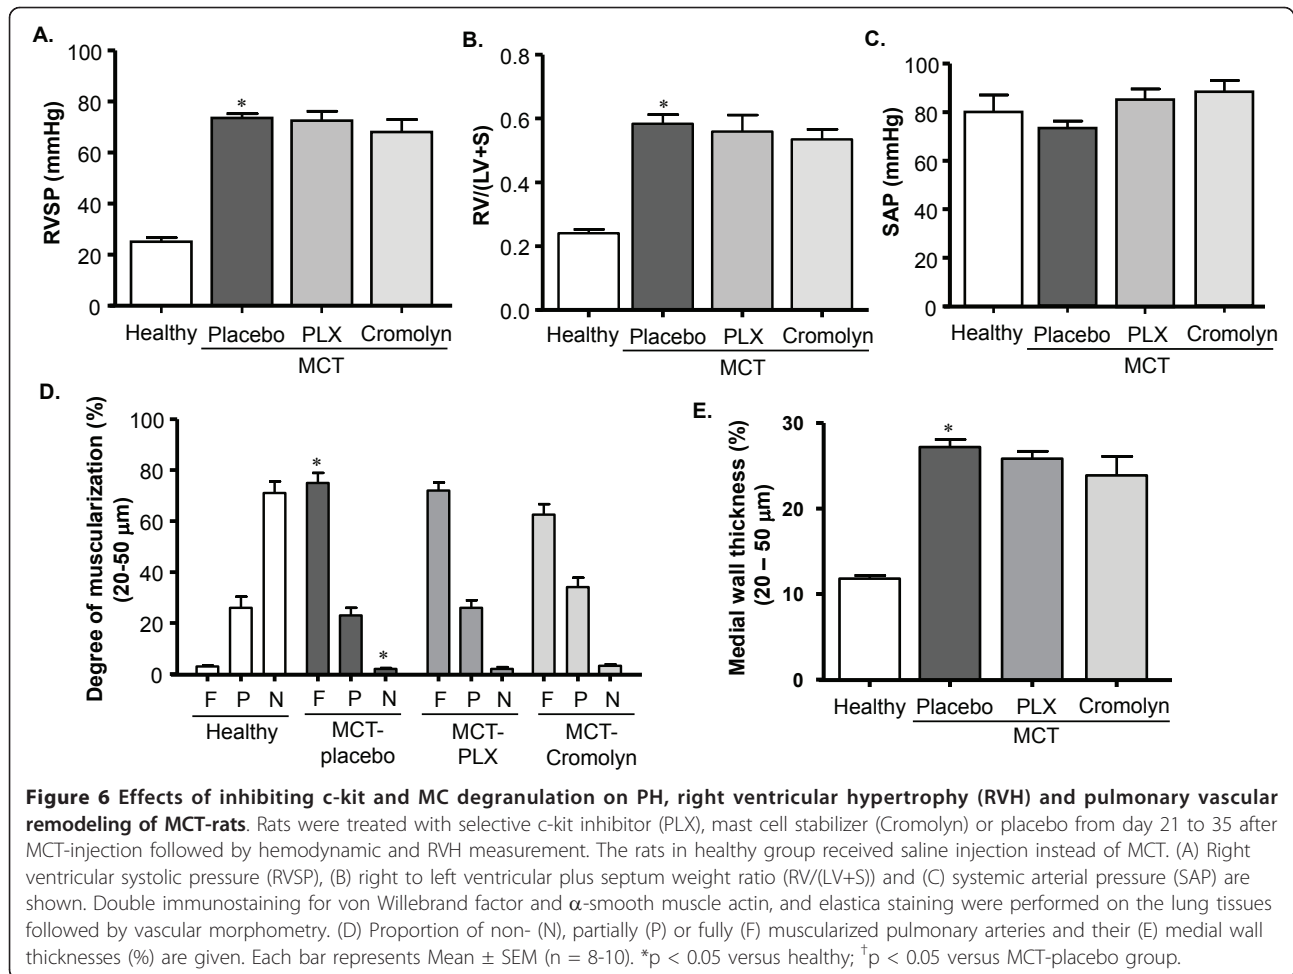 A.
100
80
60
40
20
0
RVSP (mmHg)
*
Healthy Placebo PLX Cromolyn
MCT
B.
0.8
0.6
0.4
0.2
0.0
RV/(LV+S)
*
Healthy Placebo PLX Cromolyn
MCT
C.
100
80
60
40
20
0
SAP (mmHg)
Healthy Placebo PLX Cromolyn
MCT
D.
100
80
60
40
20
0
Degree of muscularization (%)
(20-50 μm)
* *
F P N F P N F P N F P N
Healthy MCT- MCT- MCT-
placebo PLX Cromolyn
E.
30
20
10
0
Medial wall thickness (%)
(20 – 50 μm)
*
Healthy Placebo PLX Cromolyn
MCT
Figure 6 Effects of inhibiting c-kit and MC degranulation on PH, right ventricular hypertrophy (RVH) and pulmonary vascular
remodeling of MCT-rats. Rats were treated with selective c-kit inhibitor (PLX), mast cell stabilizer (Cromolyn) or placebo from day 21 to 35 after
MCT-injection followed by hemodynamic and RVH measurement. The rats in healthy group received saline injection instead of MCT. (A) Right
ventricular systolic pressure (RVSP), (B) right to left ventricular plus septum weight ratio (RV/(LV+S)) and (C) systemic arterial pressure (SAP) are
shown. Double immunostaining for von Willebrand factor and α-smooth muscle actin, and elastica staining were performed on the lung tissues
followed by vascular morphometry. (D) Proportion of non- (N), partially (P) or fully (F) muscularized pulmonary arteries and their (E) medial wall
thicknesses (%) are given. Each bar represents Mean ± SEM (n = 8-10). *p < 0.05 versus healthy; †p < 0.05 versus MCT-placebo group.